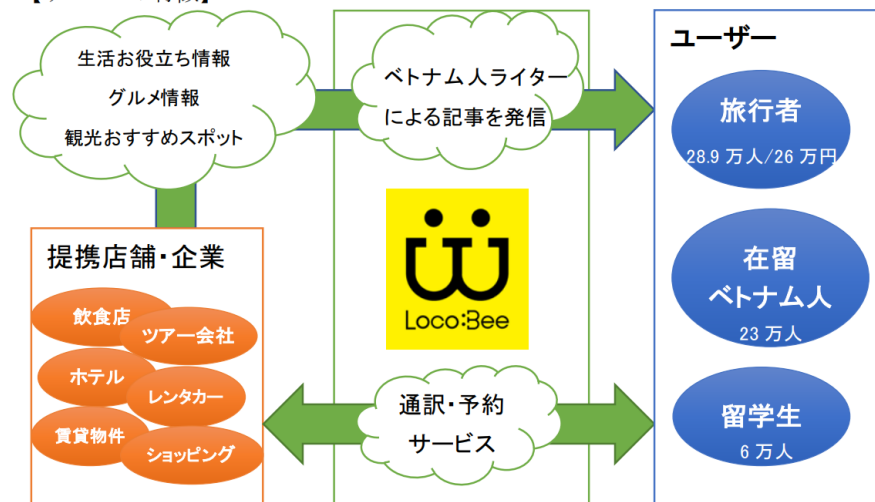 生活お役立ち情報
グルメ情報
観光おすすめスポット
ベトナム人ライター
による記事を発信
ユーザー
旅行者
28.9 万人/26 万円
在留
ベトナム人
23 万人
留学生
6 万人
提携店舗・企業
飲食店
ツアー会社
ホテル
レンタカー
賃貸物件
ショッピング
Loco:Bee
通訳・予約
サービス